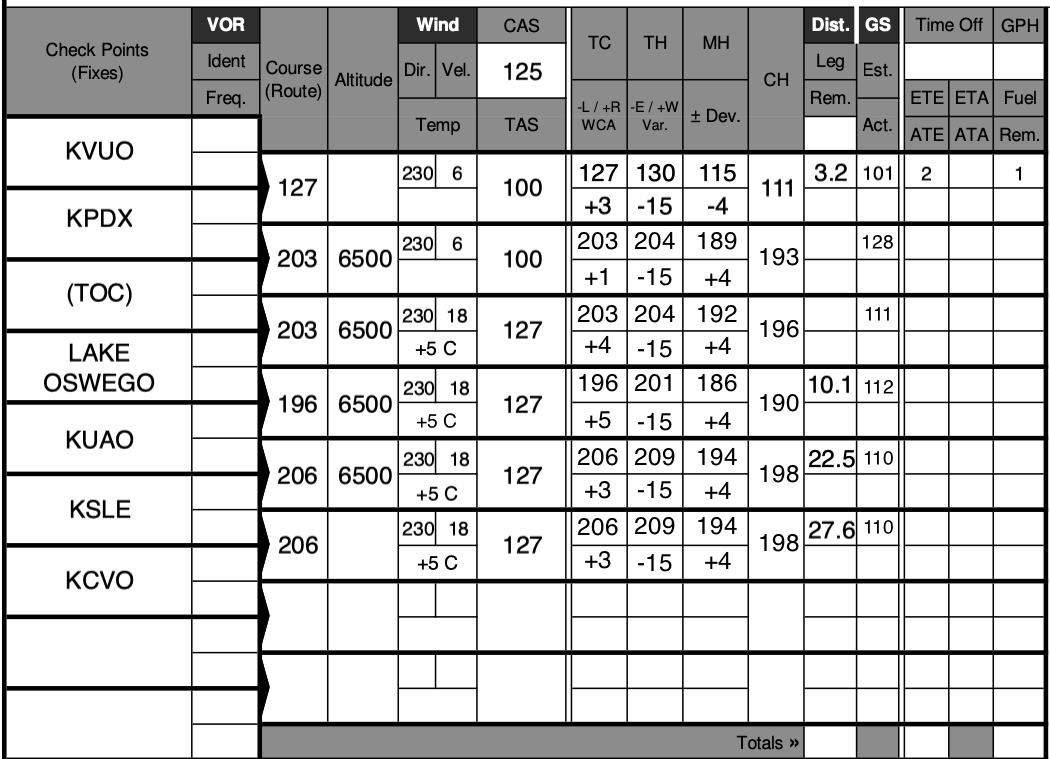 Check Points
(Fixes)
VOR
Ident
Freq.
Course
(Route)
Altitude
Wind
Dir. Vel.
Temp
CAS
125
TAS
TC TH MH
-L / +R
WCA
-E / +W
Var.
± Dev.
CH
Dist.
Leg
Rem.
GS
Est.
Act.
Time Off GPH
ETE ETA Fuel
ATE ATA Rem.
KVUO
127 230 6 100 127 130 115 111 3.2 101 2 1
+3 -15 -4
KPDX
203 6500 230 6 100 203 204 189 193 128
+1 -15 +4
(TOC)
203 6500 230 18 127 203 204 192 196 111
+5 C +4 -15 +4
LAKE
OSWEGO
196 6500 230 18 127 196 201 186 190 10.1 112
+5 C +5 -15 +4
KUAO
206 6500 230 18 127 206 209 194 198 22.5 110
+5 C +3 -15 +4
KSLE
206 230 18 127 206 209 194 198 27.6 110
+5 C +3 -15 +4
KCVO
Totals »